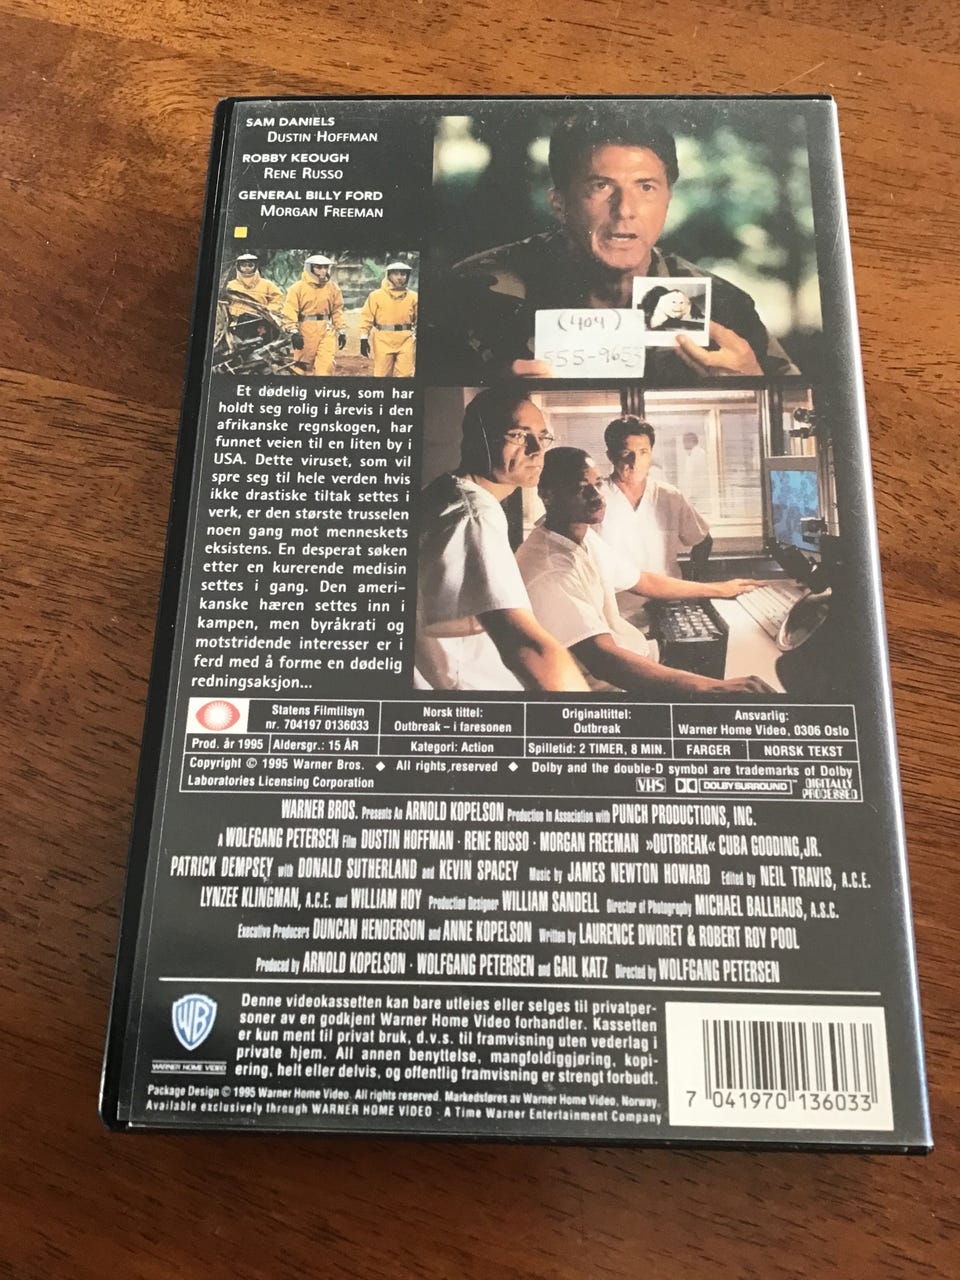 SAM DANIELS
DUSTIN HOFFMAN
ROBBY KEOUGH
RENE RUSSO
GENERAL BILLY FORD
MORGAN FREEMAN
(404)
555-9653
Et dødelig virus, som har
holdt seg rolig i årevis i den
afrikanske regnskogen, har
funnet veien til en liten by i
USA. Dette viruset, som vil
spre seg til hele verden hvis
ikke drastiske tiltak settes i
verk, er den største trusselen
noen gang mot menneskets
eksistens. En desperat søken
etter en kurerende medisin
settes i gang. Den ameri-
kanske hæren settes inn i
kampen, men byråkrati og
motstridende interesser er i
ferd med å forme en dødelig
redningsaksjon...
Statens Filmtilsyn
nr. 704197 0136033
Norsk tittel:
Outbreak – i faresonen
Originaltittel:
Outbreak
Ansvarlig:
Warner Home Video, 0306 Oslo
Prod. år 1995
Aldersgr.: 15 ÅR
Kategori: Action
Spilletid: 2 TIMER, 8 MIN.
FARGER
NORSK TEKST
Copyright © 1995 Warner Bros. ◆ All rights reserved ◆ Dolby and the double-D symbol are trademarks of Dolby
Laboratories Licensing Corporation
VHS DOLBY SURROUND DIGITALLY PROCESSED
WARNER BROS. Presents An ARNOLD KOPELSON Production In Association with PUNCH PRODUCTIONS, INC.
A WOLFGANG PETERSEN Film DUSTIN HOFFMAN · RENE RUSSO · MORGAN FREEMAN »OUTBREAK« CUBA GOODING, JR.
PATRICK DEMPSEY with DONALD SUTHERLAND and KEVIN SPACEY Music by JAMES NEWTON HOWARD Edited by NEIL TRAVIS, A.C.E.
LYNZEE KLINGMAN, A.C.E. and WILLIAM HOY Production Designer WILLIAM SANDELL Director of Photography MICHAEL BALLHAUS, A.S.C.
Executive Producers DUNCAN HENDERSON and ANNE KOPELSON Written by LAURENCE DWORET & ROBERT ROY POOL
Produced by ARNOLD KOPELSON · WOLFGANG PETERSEN and GAIL KATZ Directed by WOLFGANG PETERSEN
WB
WARNER HOME VIDEO
Denne videokassetten kan bare utleies eller selges til privatper-
soner av en godkjent Warner Home Video forhandler. Kassetten
er kun ment til privat bruk, d.v.s. til framvisning uten vederlag i
private hjem. All annen benyttelse, mangfoldiggjøring, kopi-
ering, helt eller delvis, og offentlig framvisning er strengt forbudt.
Package Design © 1995 Warner Home Video. All rights reserved. Markedsføres av Warner Home Video, Norway.
Available exclusively through WARNER HOME VIDEO · A Time Warner Entertainment Company
7 041970 136033